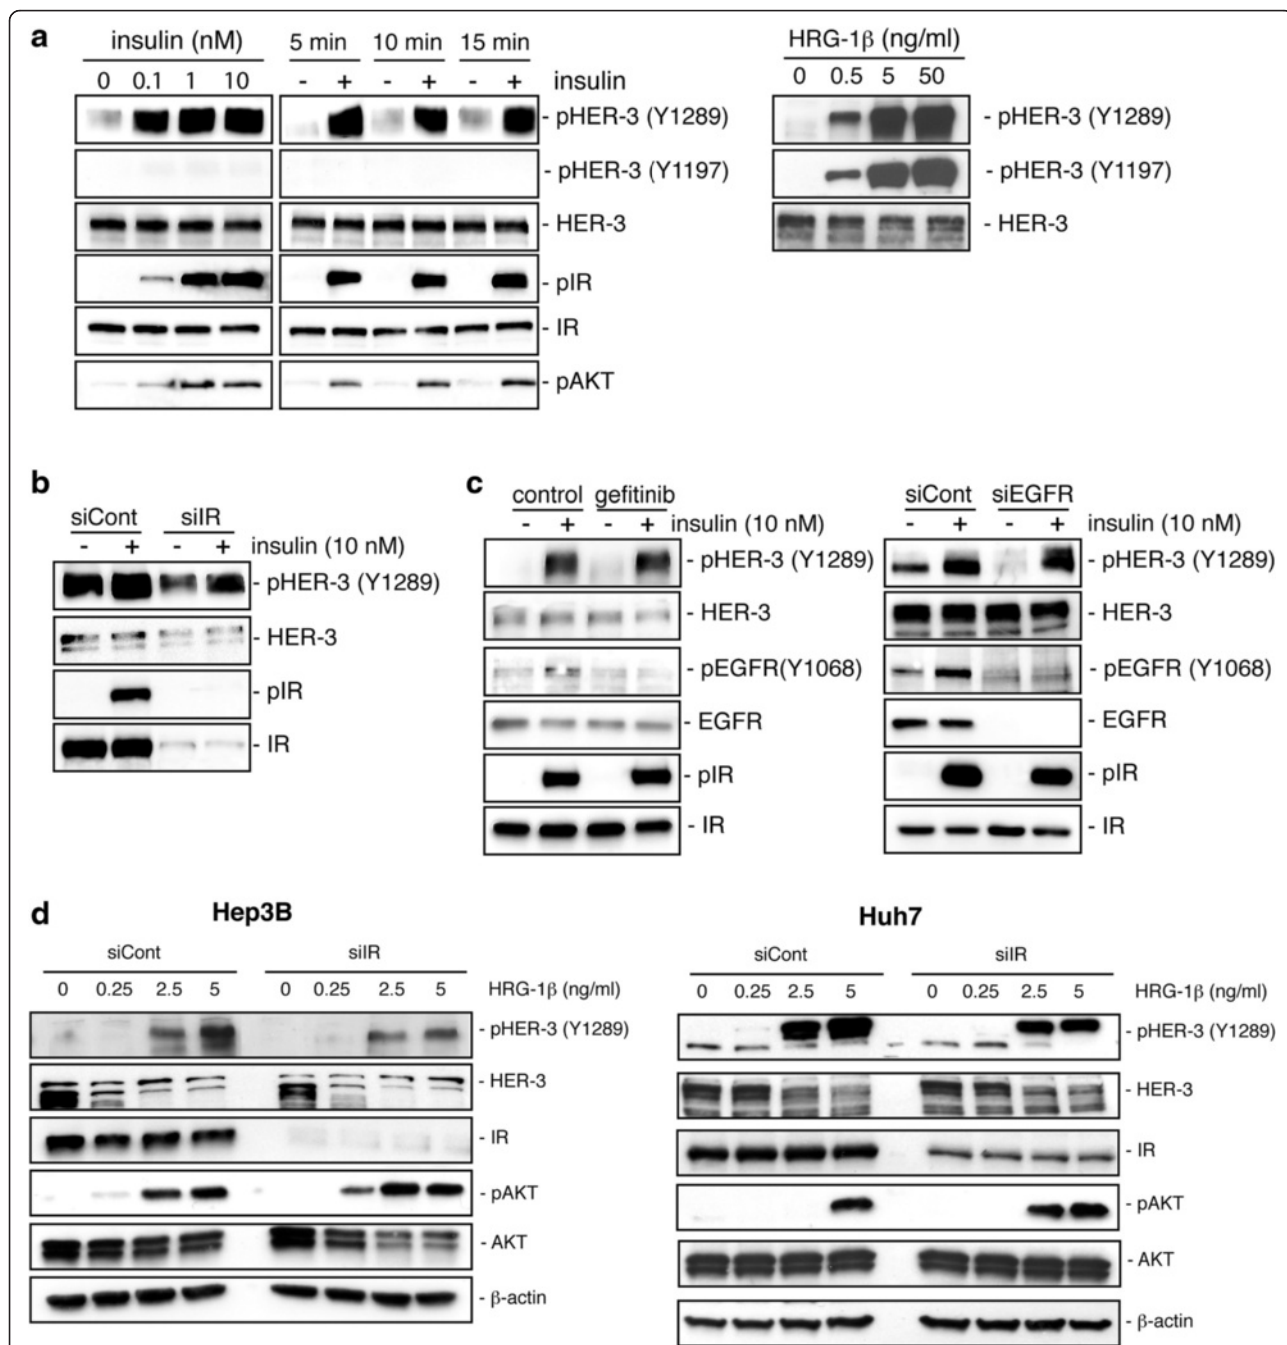 a
insulin (nM)
0 0.1 1 10
5 min 10 min 15 min
- + - + - + insulin
- pHER-3 (Y1289)
- pHER-3 (Y1197)
- HER-3
- pIR
- IR
- pAKT
HRG-1β (ng/ml)
0 0.5 5 50
- pHER-3 (Y1289)
- pHER-3 (Y1197)
- HER-3
b
siCont siIR
- + - + insulin (10 nM)
- pHER-3 (Y1289)
- HER-3
- pIR
- IR
c
control gefitinib
- + - + insulin (10 nM)
- pHER-3 (Y1289)
- HER-3
- pEGFR(Y1068)
- EGFR
- pIR
- IR
siCont siEGFR
- + - + insulin (10 nM)
- pHER-3 (Y1289)
- HER-3
- pEGFR (Y1068)
- EGFR
- pIR
- IR
d
Hep3B
siCont siIR
0 0.25 2.5 5 0 0.25 2.5 5 HRG-1β (ng/ml)
- pHER-3 (Y1289)
- HER-3
- IR
- pAKT
- AKT
- β-actin
Huh7
siCont siIR
0 0.25 2.5 5 0 0.25 2.5 5 HRG-1β (ng/ml)
- pHER-3 (Y1289)
- HER-3
- IR
- pAKT
- AKT
- β-actin